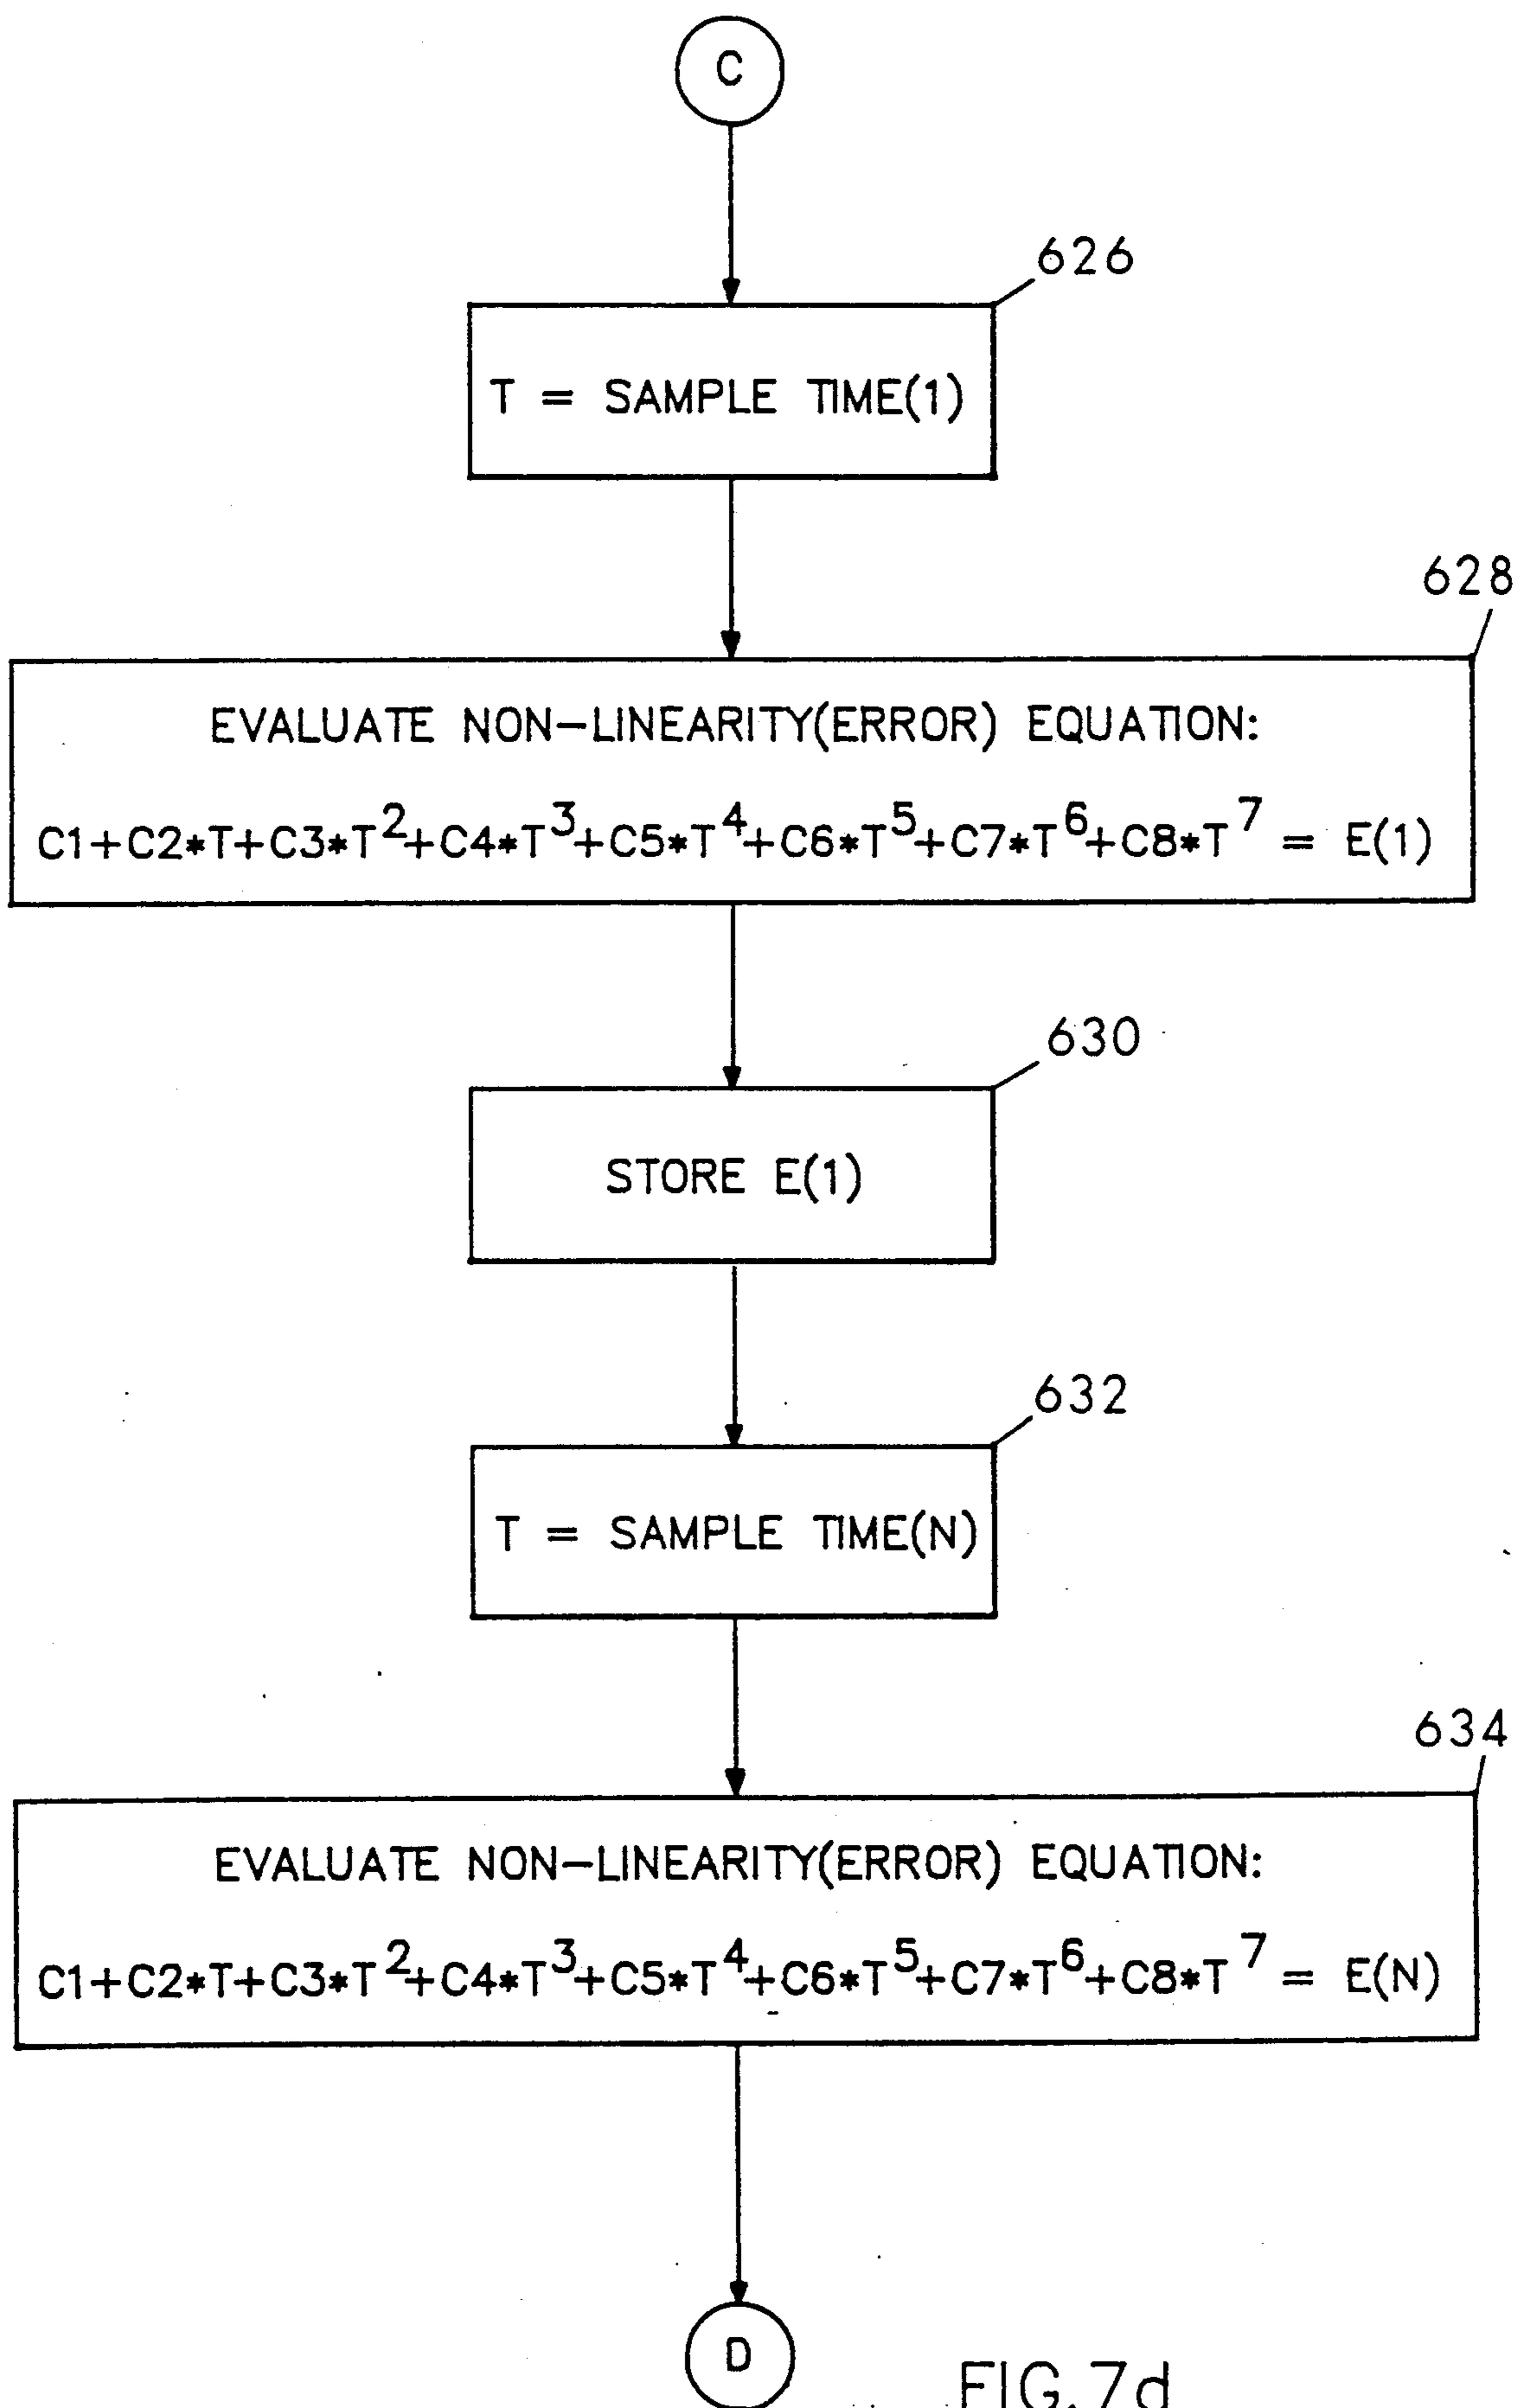 C
626
T = SAMPLE TIME(1)
628
EVALUATE NON-LINEARITY(ERROR) EQUATION:
C1+C2*T+C3*T²+C4*T³+C5*T⁴+C6*T⁵+C7*T⁶+C8*T⁷ = E(1)
630
STORE E(1)
632
T = SAMPLE TIME(N)
634
EVALUATE NON-LINEARITY(ERROR) EQUATION:
C1+C2*T+C3*T²+C4*T³+C5*T⁴+C6*T⁵+C7*T⁶+C8*T⁷ = E(N)
D
FIG.7d